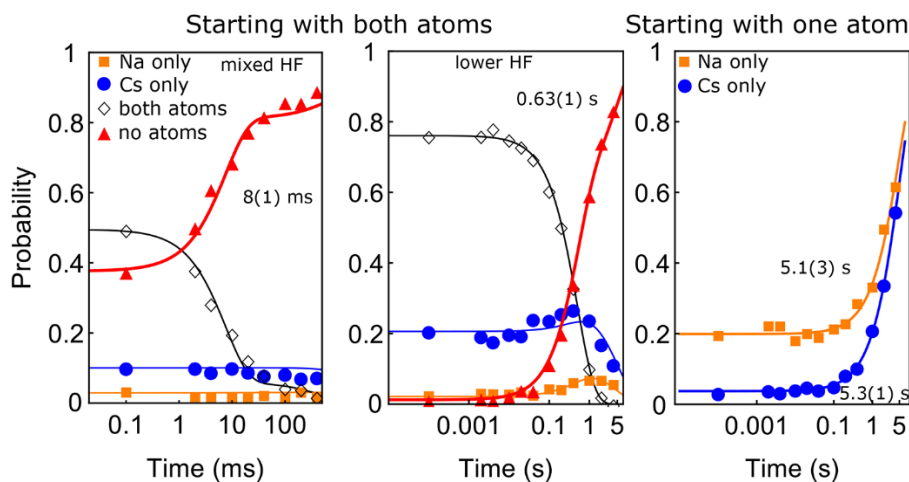 Starting with both atoms
Starting with one atom
Probability
1
0.8
0.6
0.4
0.2
0
mixed HF
Na only
Cs only
both atoms
no atoms
8(1) ms
0.1
1
10
100
Time (ms)
1
0.8
0.6
0.4
0.2
0
lower HF
0.63(1) s
0.001
0.1
1
5
Time (s)
1
0.8
0.6
0.4
0.2
0
Na only
Cs only
5.1(3) s
5.3(1) s
0.001
0.1
1
5
Time (s)